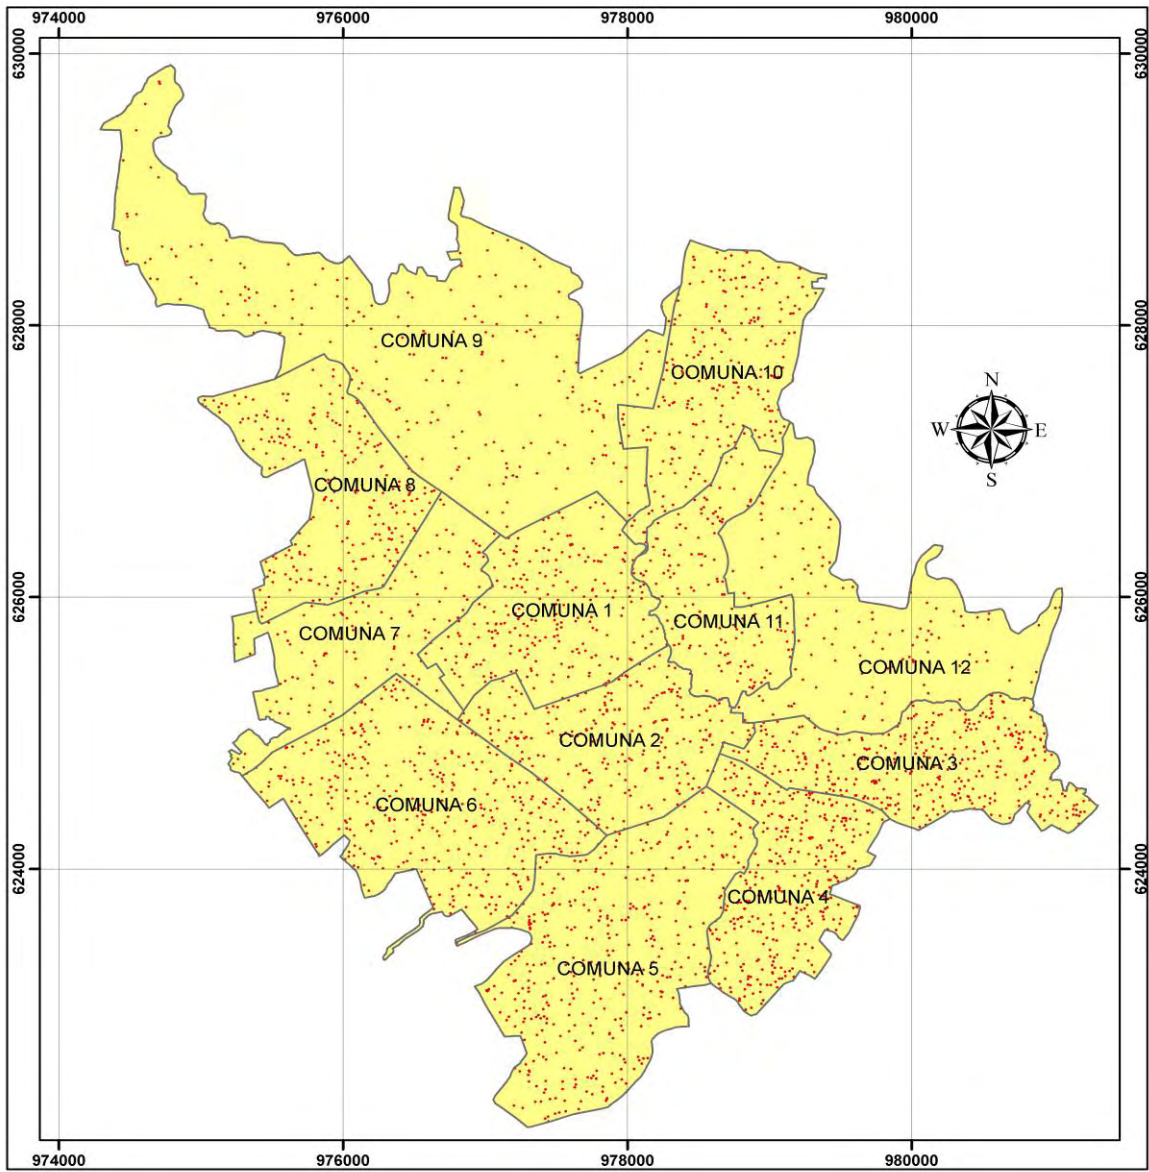 974000 976000 978000 980000
630000 630000
628000 628000
COMUNA 9
COMUNA 10
N
W E
S
COMUNA 8
626000 626000
COMUNA 1
COMUNA 11
COMUNA 7
COMUNA 12
COMUNA 2
COMUNA 3
COMUNA 6
624000 624000
COMUNA 4
COMUNA 5
974000 976000 978000 980000